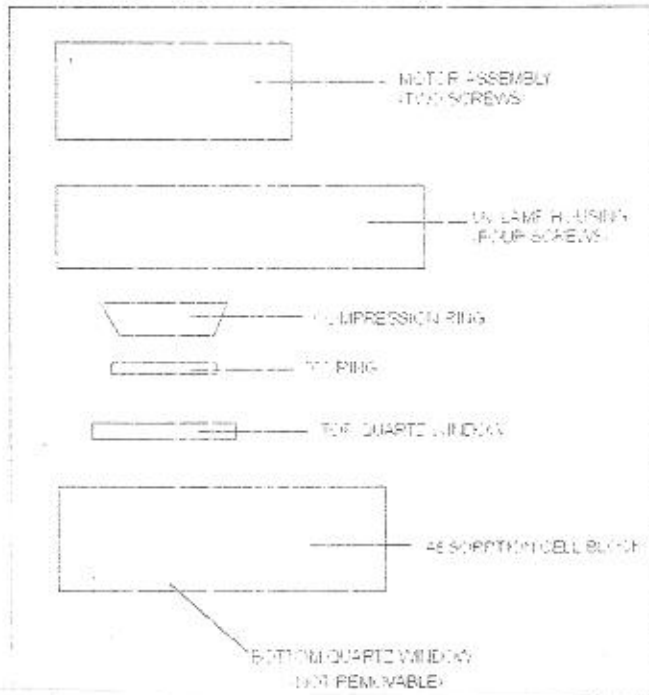 MOTOR ASSEMBLY
(TWO SCREWS)
UV LAMP HOUSING
(FOUR SCREWS)
COMPRESSION RING
"O" RING
TOP QUARTZ WINDOW
ABSORPTION CELL BLOCK
BOTTOM QUARTZ WINDOW
(NOT REMOVABLE)